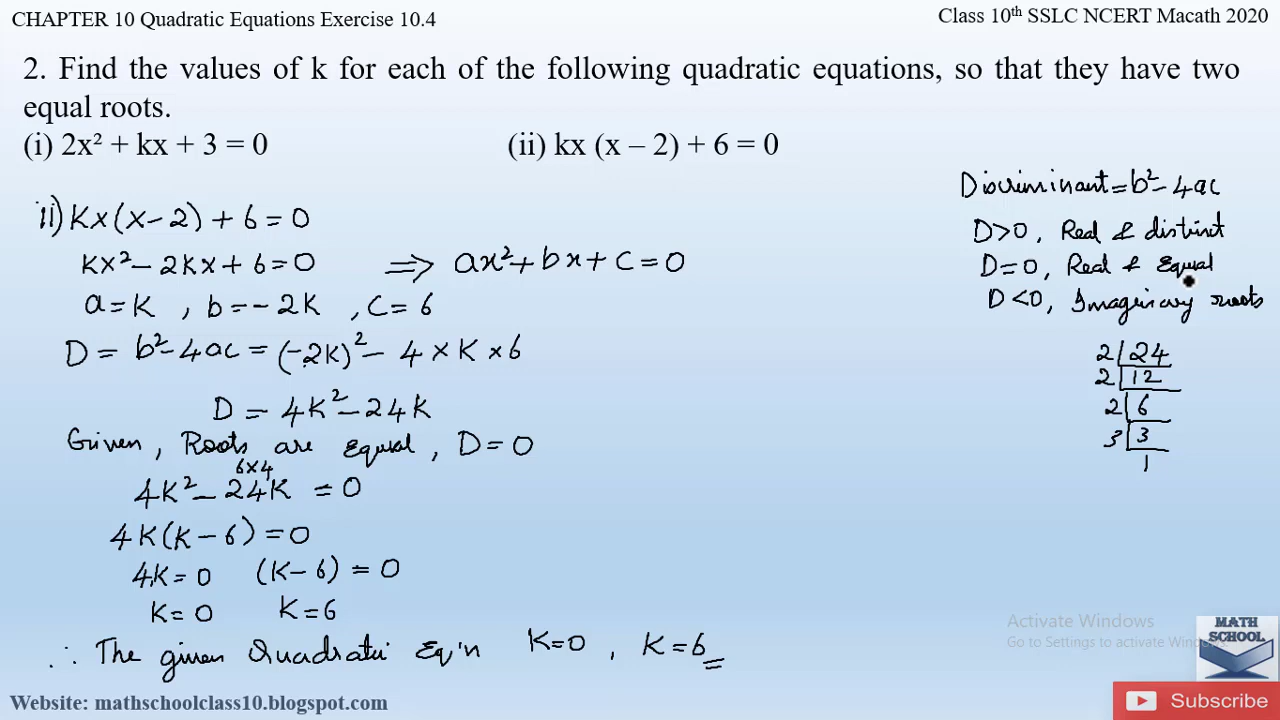 CHAPTER 10 Quadratic Equations Exercise 10.4
Class 10th SSLC NCERT Macath 2020
2. Find the values of k for each of the following quadratic equations, so that they have two
equal roots.
(i) 2x² + kx + 3 = 0
(ii) kx (x – 2) + 6 = 0
ii) Kx(x-2) + 6 = 0
Kx² - 2Kx + 6 = 0 ⇒ ax² + bx + c = 0
a = K , b = - 2K , c = 6
D = b² - 4ac = (-2K)² - 4 × K × 6
D = 4K² - 24K
Given, Roots are Equal, D = 0
6×4
4K² - 24K = 0
4K(K - 6) = 0
4K = 0 (K - 6) = 0
K = 0 K = 6
∴ The given Quadratic Eq'n K=0 , K = 6
Discriminant = b² - 4ac
D>0, Real & distinct
D=0, Real & Equal
D<0, Imaginary roots
2 | 24
2 | 12
2 | 6
3 | 3
1
Activate Windows
Go to Settings to activate Windows.
MATH
SCHOOL
Website: mathschoolclass10.blogspot.com
Subscribe